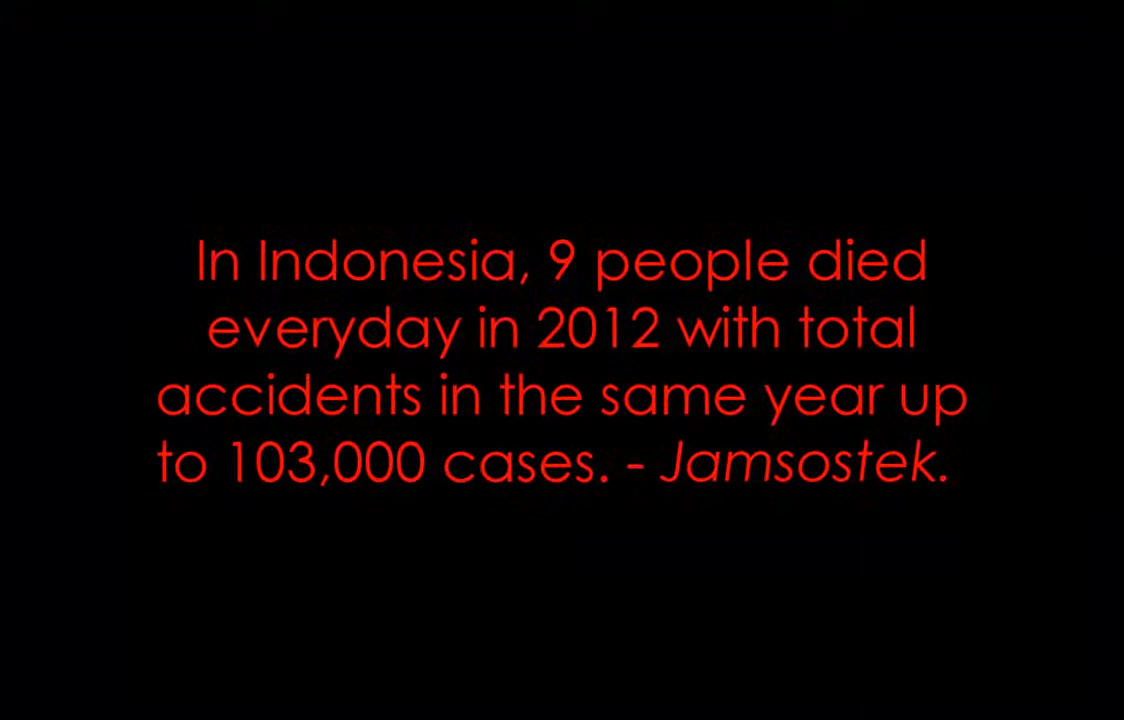 In Indonesia, 9 people died
everyday in 2012 with total
accidents in the same year up
to 103,000 cases. - Jamsostek.